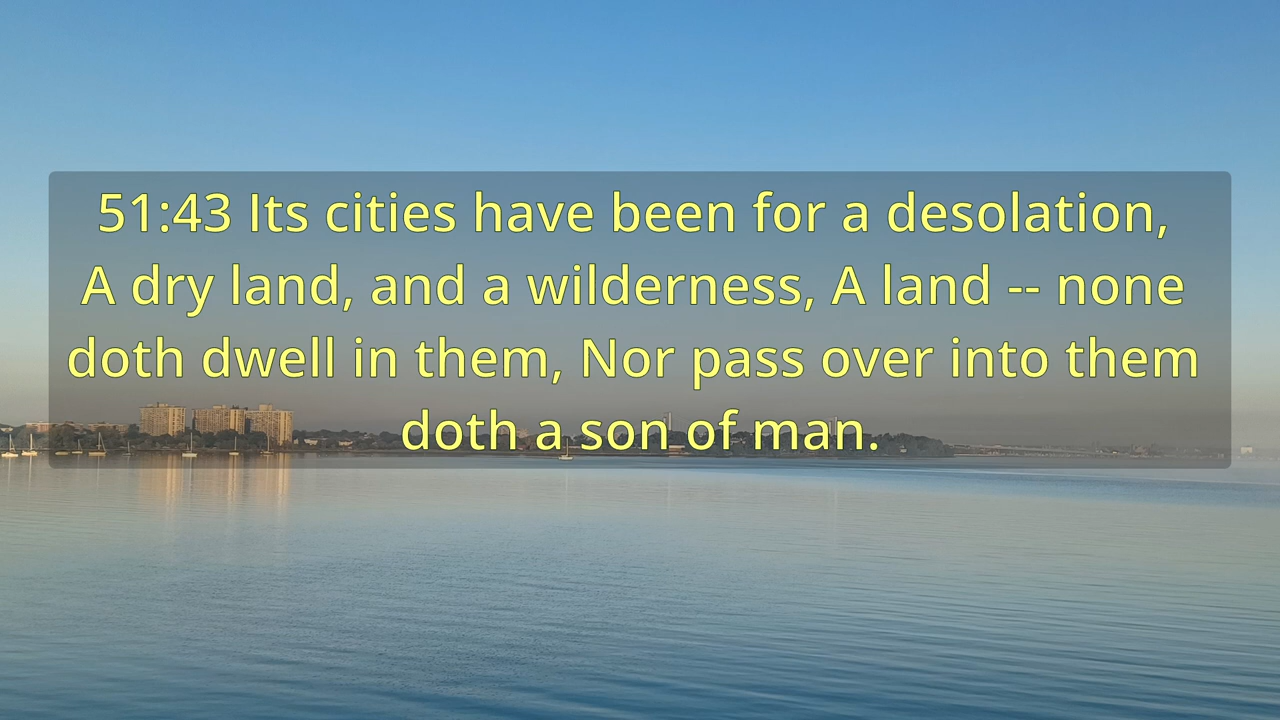 51:43 Its cities have been for a desolation,
A dry land, and a wilderness, A land -- none
doth dwell in them, Nor pass over into them
doth a son of man.